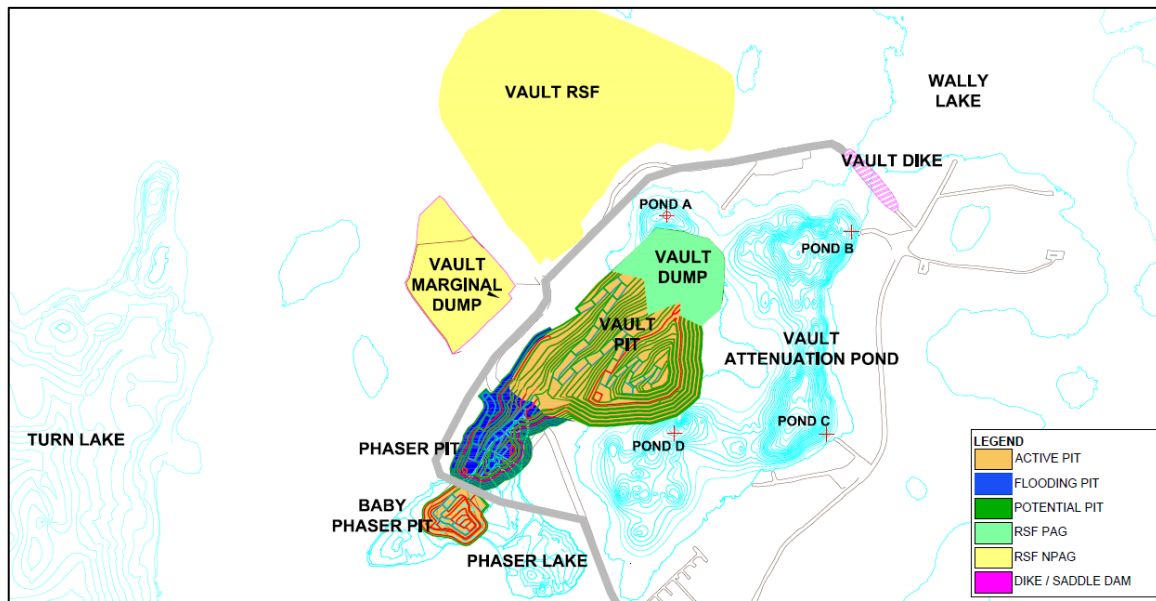 VAULT RSF
WALLY
LAKE
VAULT DIKE
POND A
POND B
VAULT
MARGINAL
DUMP
VAULT
DUMP
VAULT
PIT
VAULT
ATTENUATION POND
TURN LAKE
PHASER PIT
POND D
POND C
BABY
PHASER PIT
PHASER LAKE
LEGEND
ACTIVE PIT
FLOODING PIT
POTENTIAL PIT
RSF PAG
RSF NPAG
DIKE / SADDLE DAM